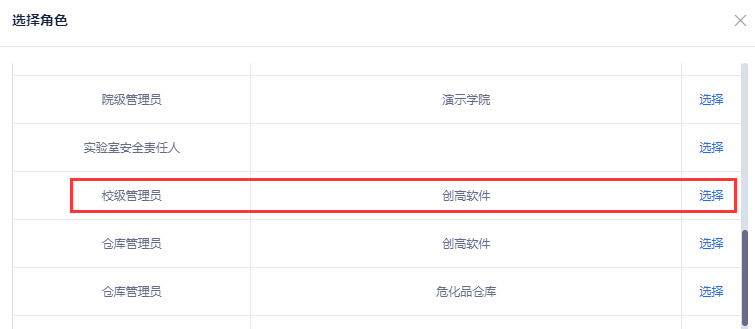 选择角色
院级管理员 演示学院 选择
实验室安全责任人 选择
校级管理员 创高软件 选择
仓库管理员 创高软件 选择
仓库管理员 危化品仓库 选择